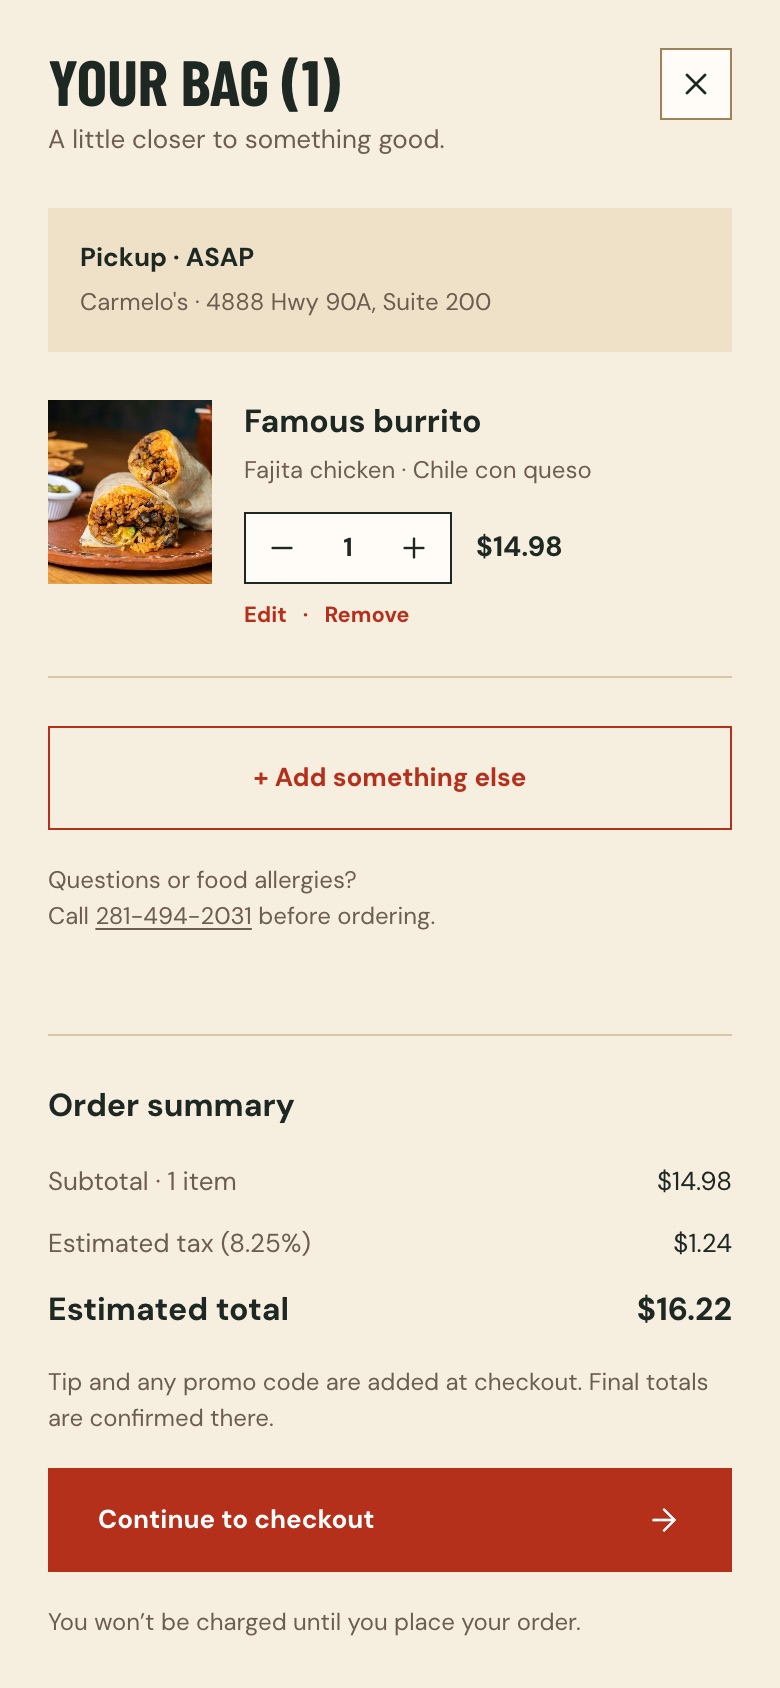 YOUR BAG (1)
A little closer to something good.
Pickup · ASAP
Carmelo's · 4888 Hwy 90A, Suite 200
Famous burrito
Fajita chicken · Chile con queso
− 1 + $14.98
Edit · Remove
+ Add something else
Questions or food allergies?
Call 281-494-2031 before ordering.
Order summary
Subtotal · 1 item $14.98
Estimated tax (8.25%) $1.24
Estimated total $16.22
Tip and any promo code are added at checkout. Final totals
are confirmed there.
Continue to checkout →
You won’t be charged until you place your order.